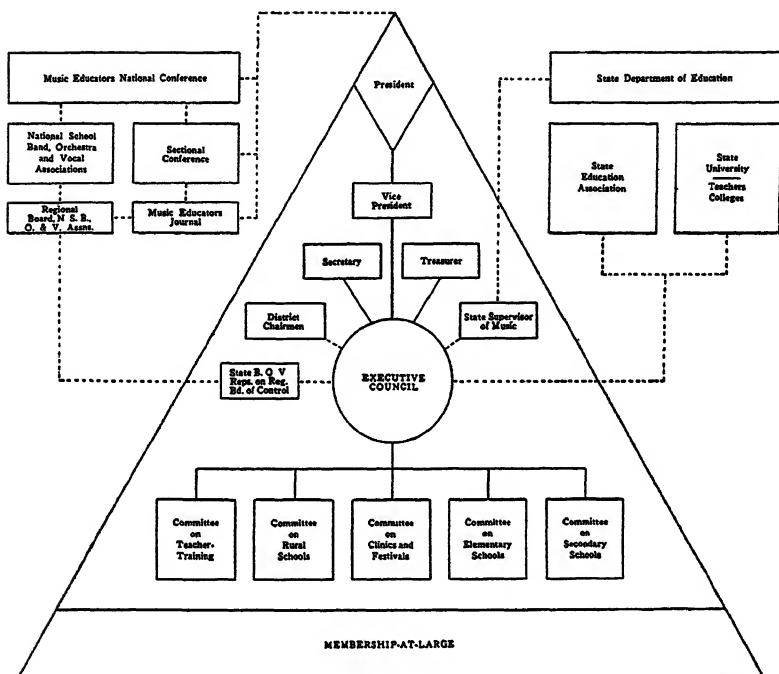 Music Educators National Conference
National School
Band, Orchestra
and Vocal
Associations
Sectional
Conference
Regional
Board, N S. B.,
O. & V. Assns.
Music Educators
Journal
President
State Department of Education
State
Education
Association
State
University
Teachers
Colleges
Vice
President
Secretary
Treasurer
District
Chairmen
State Supervisor
of Music
State B. O V
Reps. on Reg.
Bd. of Control
EXECUTIVE
COUNCIL
Committee
on
Teacher-
Training
Committee
on
Rural
Schools
Committee
on
Clinics and
Festivals
Committee
on
Elementary
Schools
Committee
on
Secondary
Schools
MEMBERSHIP-AT-LARGE